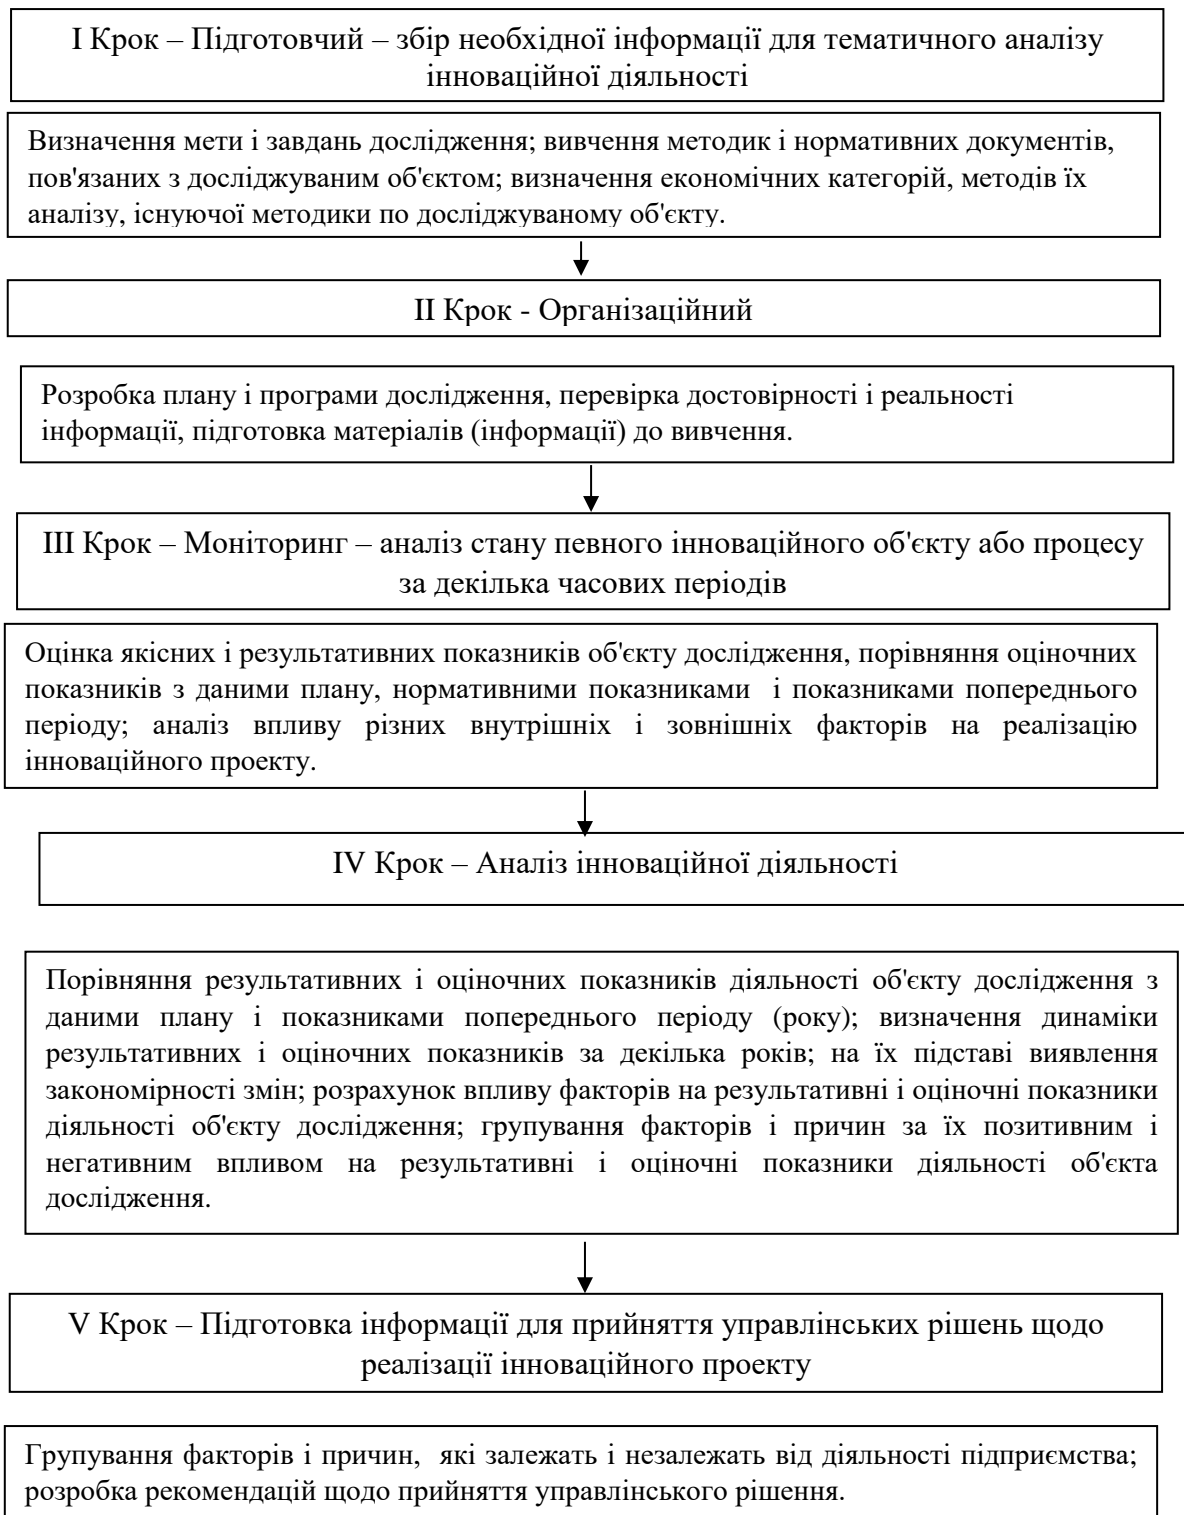 І Крок – Підготовчий – збір необхідної інформації для тематичного аналізу
інноваційної діяльності
Визначення мети і завдань дослідження; вивчення методик і нормативних документів,
пов'язаних з досліджуваним об'єктом; визначення економічних категорій, методів їх
аналізу, існуючої методики по досліджуваному об'єкту.
ІІ Крок - Організаційний
Розробка плану і програми дослідження, перевірка достовірності і реальності
інформації, підготовка матеріалів (інформації) до вивчення.
ІІІ Крок – Моніторинг – аналіз стану певного інноваційного об'єкту або процесу
за декілька часових періодів
Оцінка якісних і результативних показників об'єкту дослідження, порівняння оціночних
показників з даними плану, нормативними показниками і показниками попереднього
періоду; аналіз впливу різних внутрішніх і зовнішніх факторів на реалізацію
інноваційного проекту.
IV Крок – Аналіз інноваційної діяльності
Порівняння результативних і оціночних показників діяльності об'єкту дослідження з
даними плану і показниками попереднього періоду (року); визначення динаміки
результативних і оціночних показників за декілька років; на їх підставі виявлення
закономірності змін; розрахунок впливу факторів на результативні і оціночні показники
діяльності об'єкту дослідження; групування факторів і причин за їх позитивним і
негативним впливом на результативні і оціночні показники діяльності об'єкта
дослідження.
V Крок – Підготовка інформації для прийняття управлінських рішень щодо
реалізації інноваційного проекту
Групування факторів і причин, які залежать і незалежать від діяльності підприємства;
розробка рекомендацій щодо прийняття управлінського рішення.